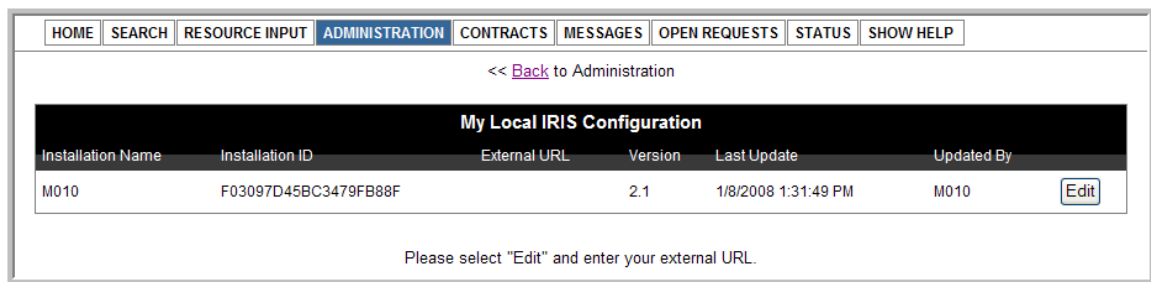 HOME SEARCH RESOURCE INPUT ADMINISTRATION CONTRACTS MESSAGES OPEN REQUESTS STATUS SHOW HELP
<< Back to Administration
My Local IRIS Configuration
Installation Name Installation ID External URL Version Last Update Updated By
M010 F03097D45BC3479FB88F 2.1 1/8/2008 1:31:49 PM M010 Edit
Please select "Edit" and enter your external URL.